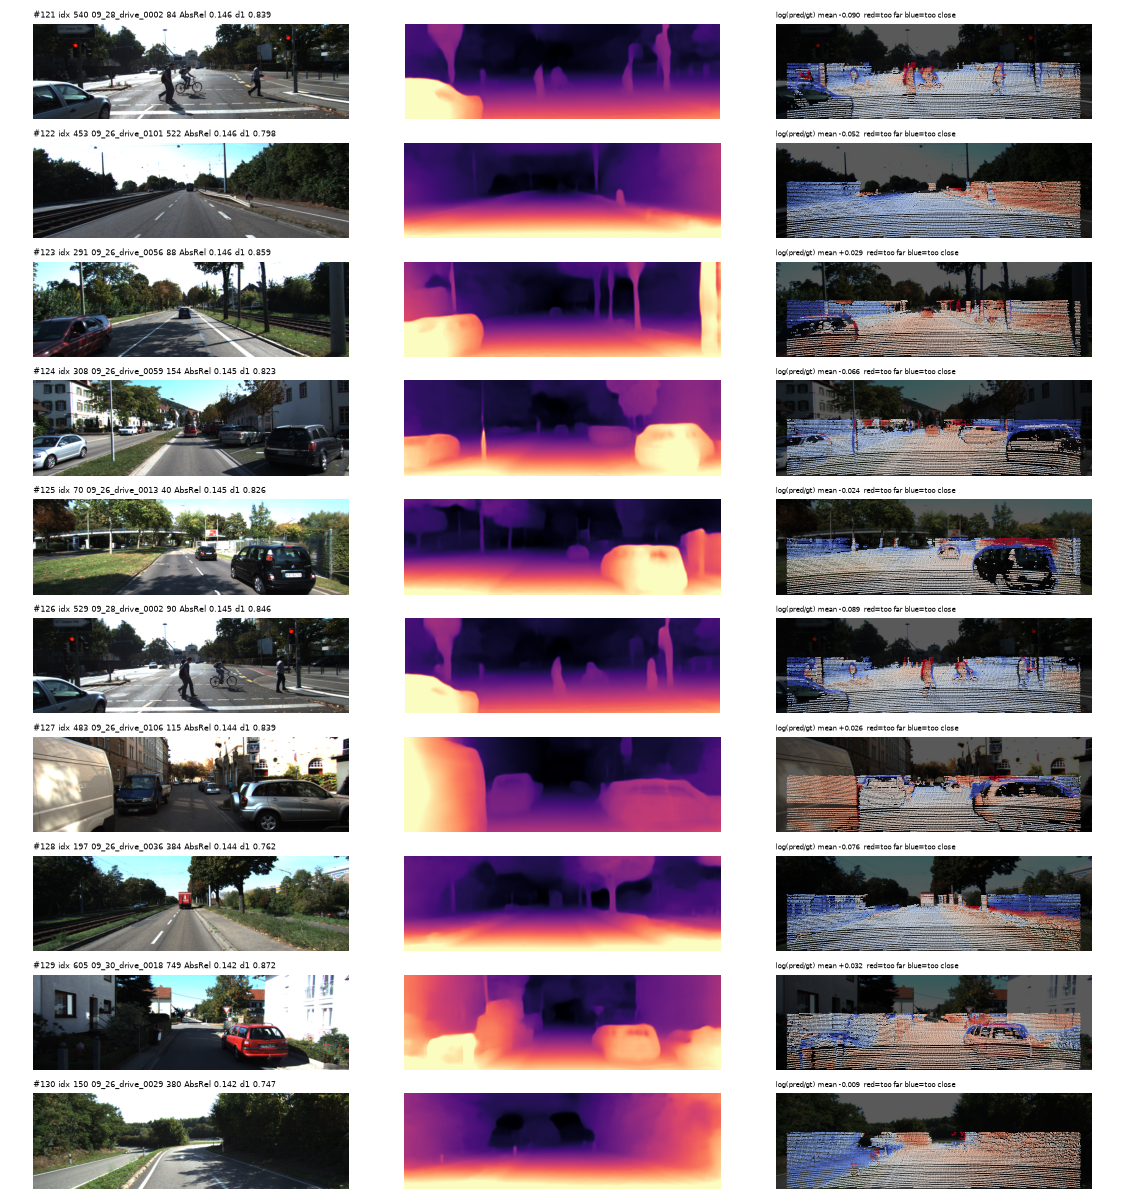 #121 idx 540 09_28_drive_0002 84 AbsRel 0.146 d1 0.839
log(pred/gt) mean -0.090 red=too far blue=too close
#122 idx 453 09_26_drive_0101 522 AbsRel 0.146 d1 0.798
log(pred/gt) mean -0.052 red=too far blue=too close
#123 idx 291 09_26_drive_0056 88 AbsRel 0.146 d1 0.859
log(pred/gt) mean +0.029 red=too far blue=too close
#124 idx 308 09_26_drive_0059 154 AbsRel 0.145 d1 0.823
log(pred/gt) mean -0.066 red=too far blue=too close
#125 idx 70 09_26_drive_0013 40 AbsRel 0.145 d1 0.826
log(pred/gt) mean -0.024 red=too far blue=too close
#126 idx 529 09_28_drive_0002 90 AbsRel 0.145 d1 0.846
log(pred/gt) mean -0.089 red=too far blue=too close
#127 idx 483 09_26_drive_0106 115 AbsRel 0.144 d1 0.839
log(pred/gt) mean +0.026 red=too far blue=too close
#128 idx 197 09_26_drive_0036 384 AbsRel 0.144 d1 0.762
log(pred/gt) mean -0.076 red=too far blue=too close
#129 idx 605 09_30_drive_0018 749 AbsRel 0.142 d1 0.872
log(pred/gt) mean +0.032 red=too far blue=too close
#130 idx 150 09_26_drive_0029 380 AbsRel 0.142 d1 0.747
log(pred/gt) mean -0.009 red=too far blue=too close